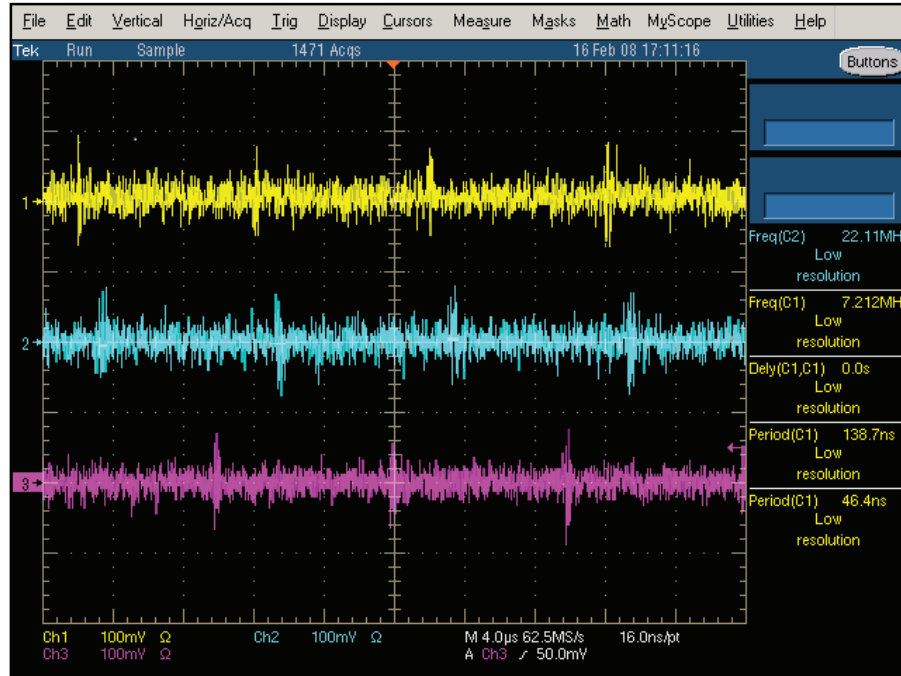 File Edit Vertical Horiz/Acq Trig Display Cursors Measure Masks Math MyScope Utilities Help
Tek Run Sample 1471 Acqs 16 Feb 08 17:11:16
Buttons
1
2
3
Freq(C2) 22.11MH
Low
resolution
Freq(C1) 7.212MH
Low
resolution
Dely(C1,C1) 0.0s
Low
resolution
Period(C1) 138.7ns
Low
resolution
Period(C1) 46.4ns
Low
resolution
Ch1 100mV Ω Ch2 100mV Ω M 4.0µs 62.5MS/s 16.0ns/pt
Ch3 100mV Ω A Ch3 50.0mV